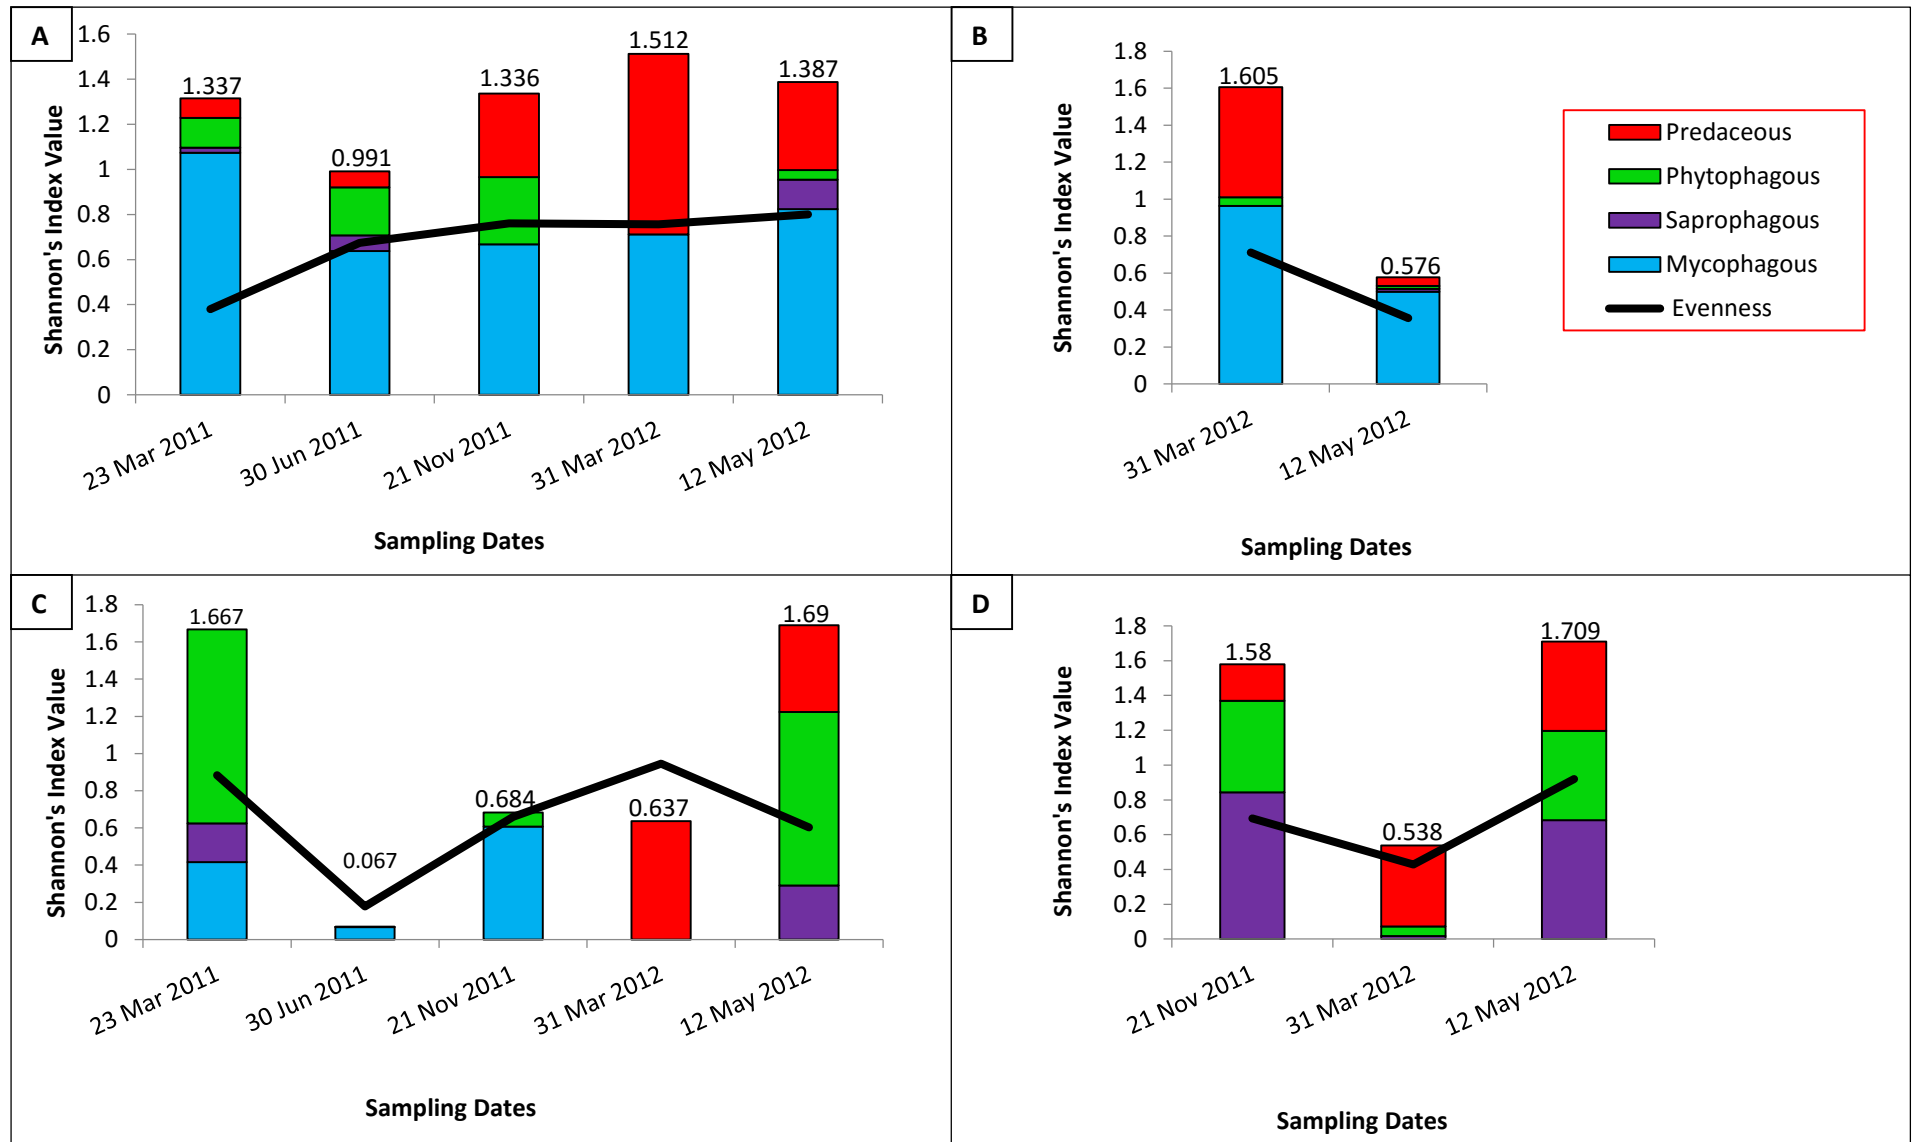 A
Shannon's Index Value
1.6
1.4
1.2
1
0.8
0.6
0.4
0.2
0
1.337
0.991
1.336
1.512
1.387
23 Mar 2011
30 Jun 2011
21 Nov 2011
31 Mar 2012
12 May 2012
Sampling Dates
B
Shannon's Index Value
1.8
1.6
1.4
1.2
1
0.8
0.6
0.4
0.2
0
1.605
0.576
31 Mar 2012
12 May 2012
Sampling Dates
Predaceous
Phytophagous
Saprophagous
Mycophagous
Evenness
C
Shannon's Index Value
1.8
1.6
1.4
1.2
1
0.8
0.6
0.4
0.2
0
1.667
0.067
0.684
0.637
1.69
23 Mar 2011
30 Jun 2011
21 Nov 2011
31 Mar 2012
12 May 2012
Sampling Dates
D
Shannon's Index Value
1.8
1.6
1.4
1.2
1
0.8
0.6
0.4
0.2
0
1.58
0.538
1.709
21 Nov 2011
31 Mar 2012
12 May 2012
Sampling Dates